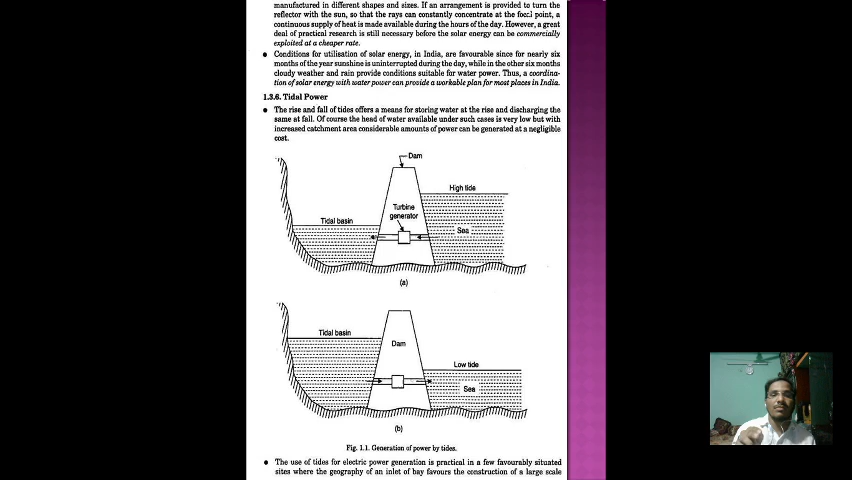 manufactured in different shapes and sizes. If an arrangement is provided to turn the
reflector with the sun, so that the rays can constantly concentrate at the focal point, a
continuous supply of heat is made available during the hours of the day. However, a great
deal of practical research is still necessary before the solar energy can be commercially
exploited at a cheaper rate.
● Conditions for utilisation of solar energy, in India, are favourable since for nearly six
months of the year sunshine is uninterrupted during the day, while in the other six months
cloudy weather and rain provide conditions suitable for water power. Thus, a coordina-
tion of solar energy with water power can provide a workable plan for most places in India.
1.3.6. Tidal Power
● The rise and fall of tides offers a means for storing water at the rise and discharging the
same at fall. Of course the head of water available under such cases is very low but with
increased catchment area considerable amounts of power can be generated at a negligible
cost.
Dam
High tide
Turbine
generator
Tidal basin
Sea
(a)
Tidal basin
Dam
Low tide
Sea
(b)
Fig. 1.1. Generation of power by tides.
● The use of tides for electric power generation is practical in a few favourably situated
sites where the geography of an inlet of bay favours the construction of a large scale